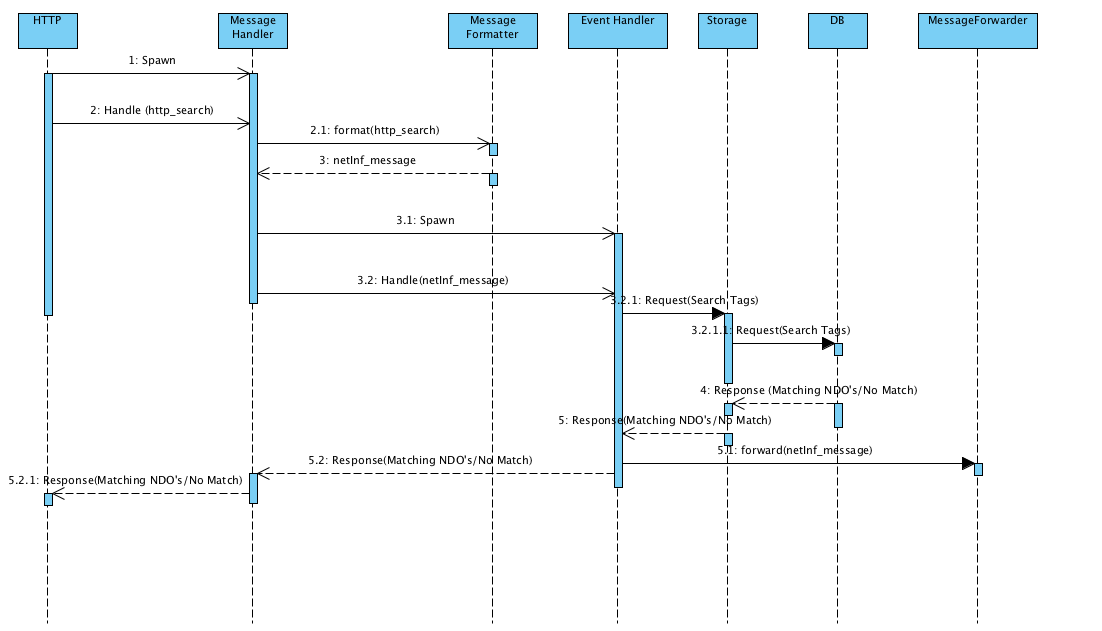 HTTP
Message
Handler
Message
Formatter
Event Handler
Storage
DB
MessageForwarder
1: Spawn
2: Handle (http_search)
2.1: format(http_search)
3: netInf_message
3.1: Spawn
3.2: Handle(netInf_message)
3.2.1: Request(Search Tags)
3.2.1.1: Request(Search Tags)
4: Response (Matching NDO's/No Match)
5: Response(Matching NDO's/No Match)
5.1: forward(netInf_message)
5.2: Response(Matching NDO's/No Match)
5.2.1: Response(Matching NDO's/No Match)